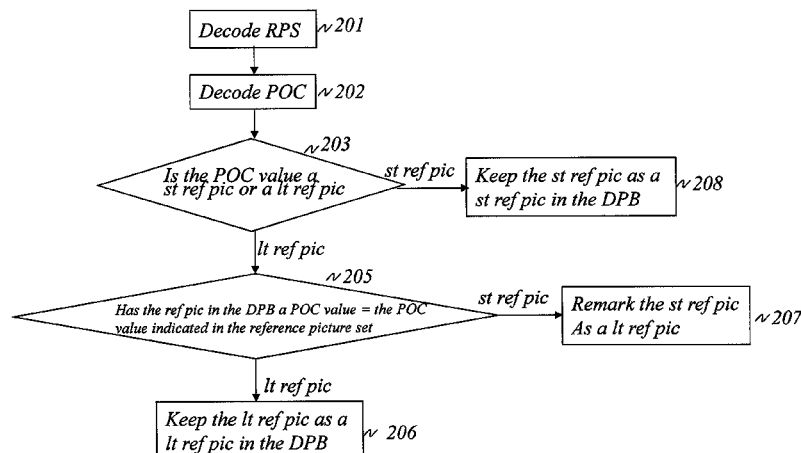 Decode RPS
201
Decode POC
202
203
Is the POC value a
st ref pic or a lt ref pic
st ref pic
Keep the st ref pic as a
st ref pic in the DPB
208
lt ref pic
205
Has the ref pic in the DPB a POC value = the POC
value indicated in the reference picture set
st ref pic
Remark the st ref pic
As a lt ref pic
207
lt ref pic
Keep the lt ref pic as a
lt ref pic in the DPB
206